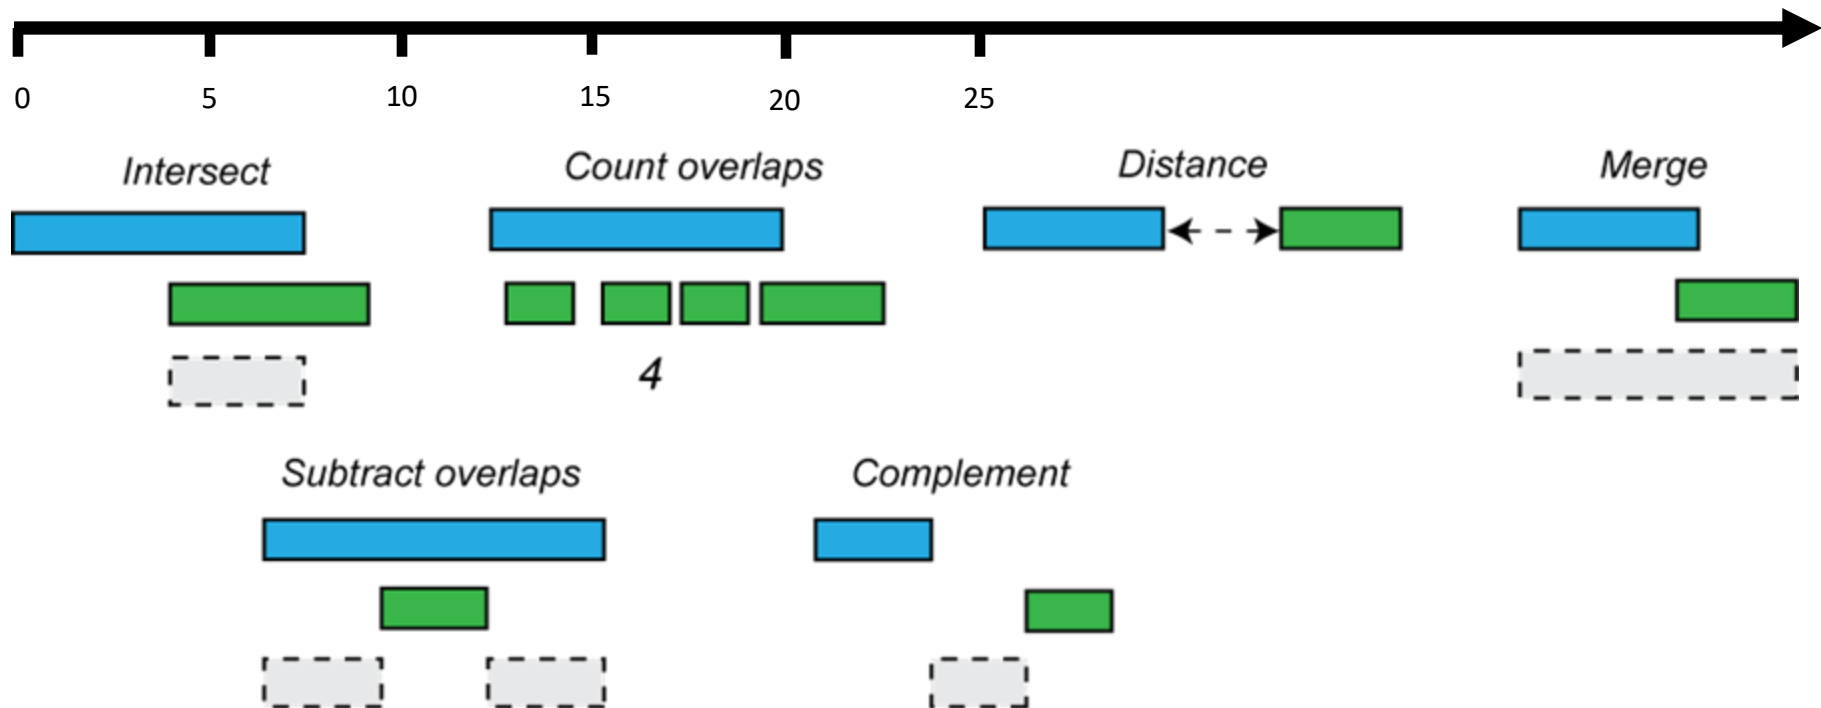 0 5 10 15 20 25
Intersect Count overlaps Distance Merge
4
Subtract overlaps Complement